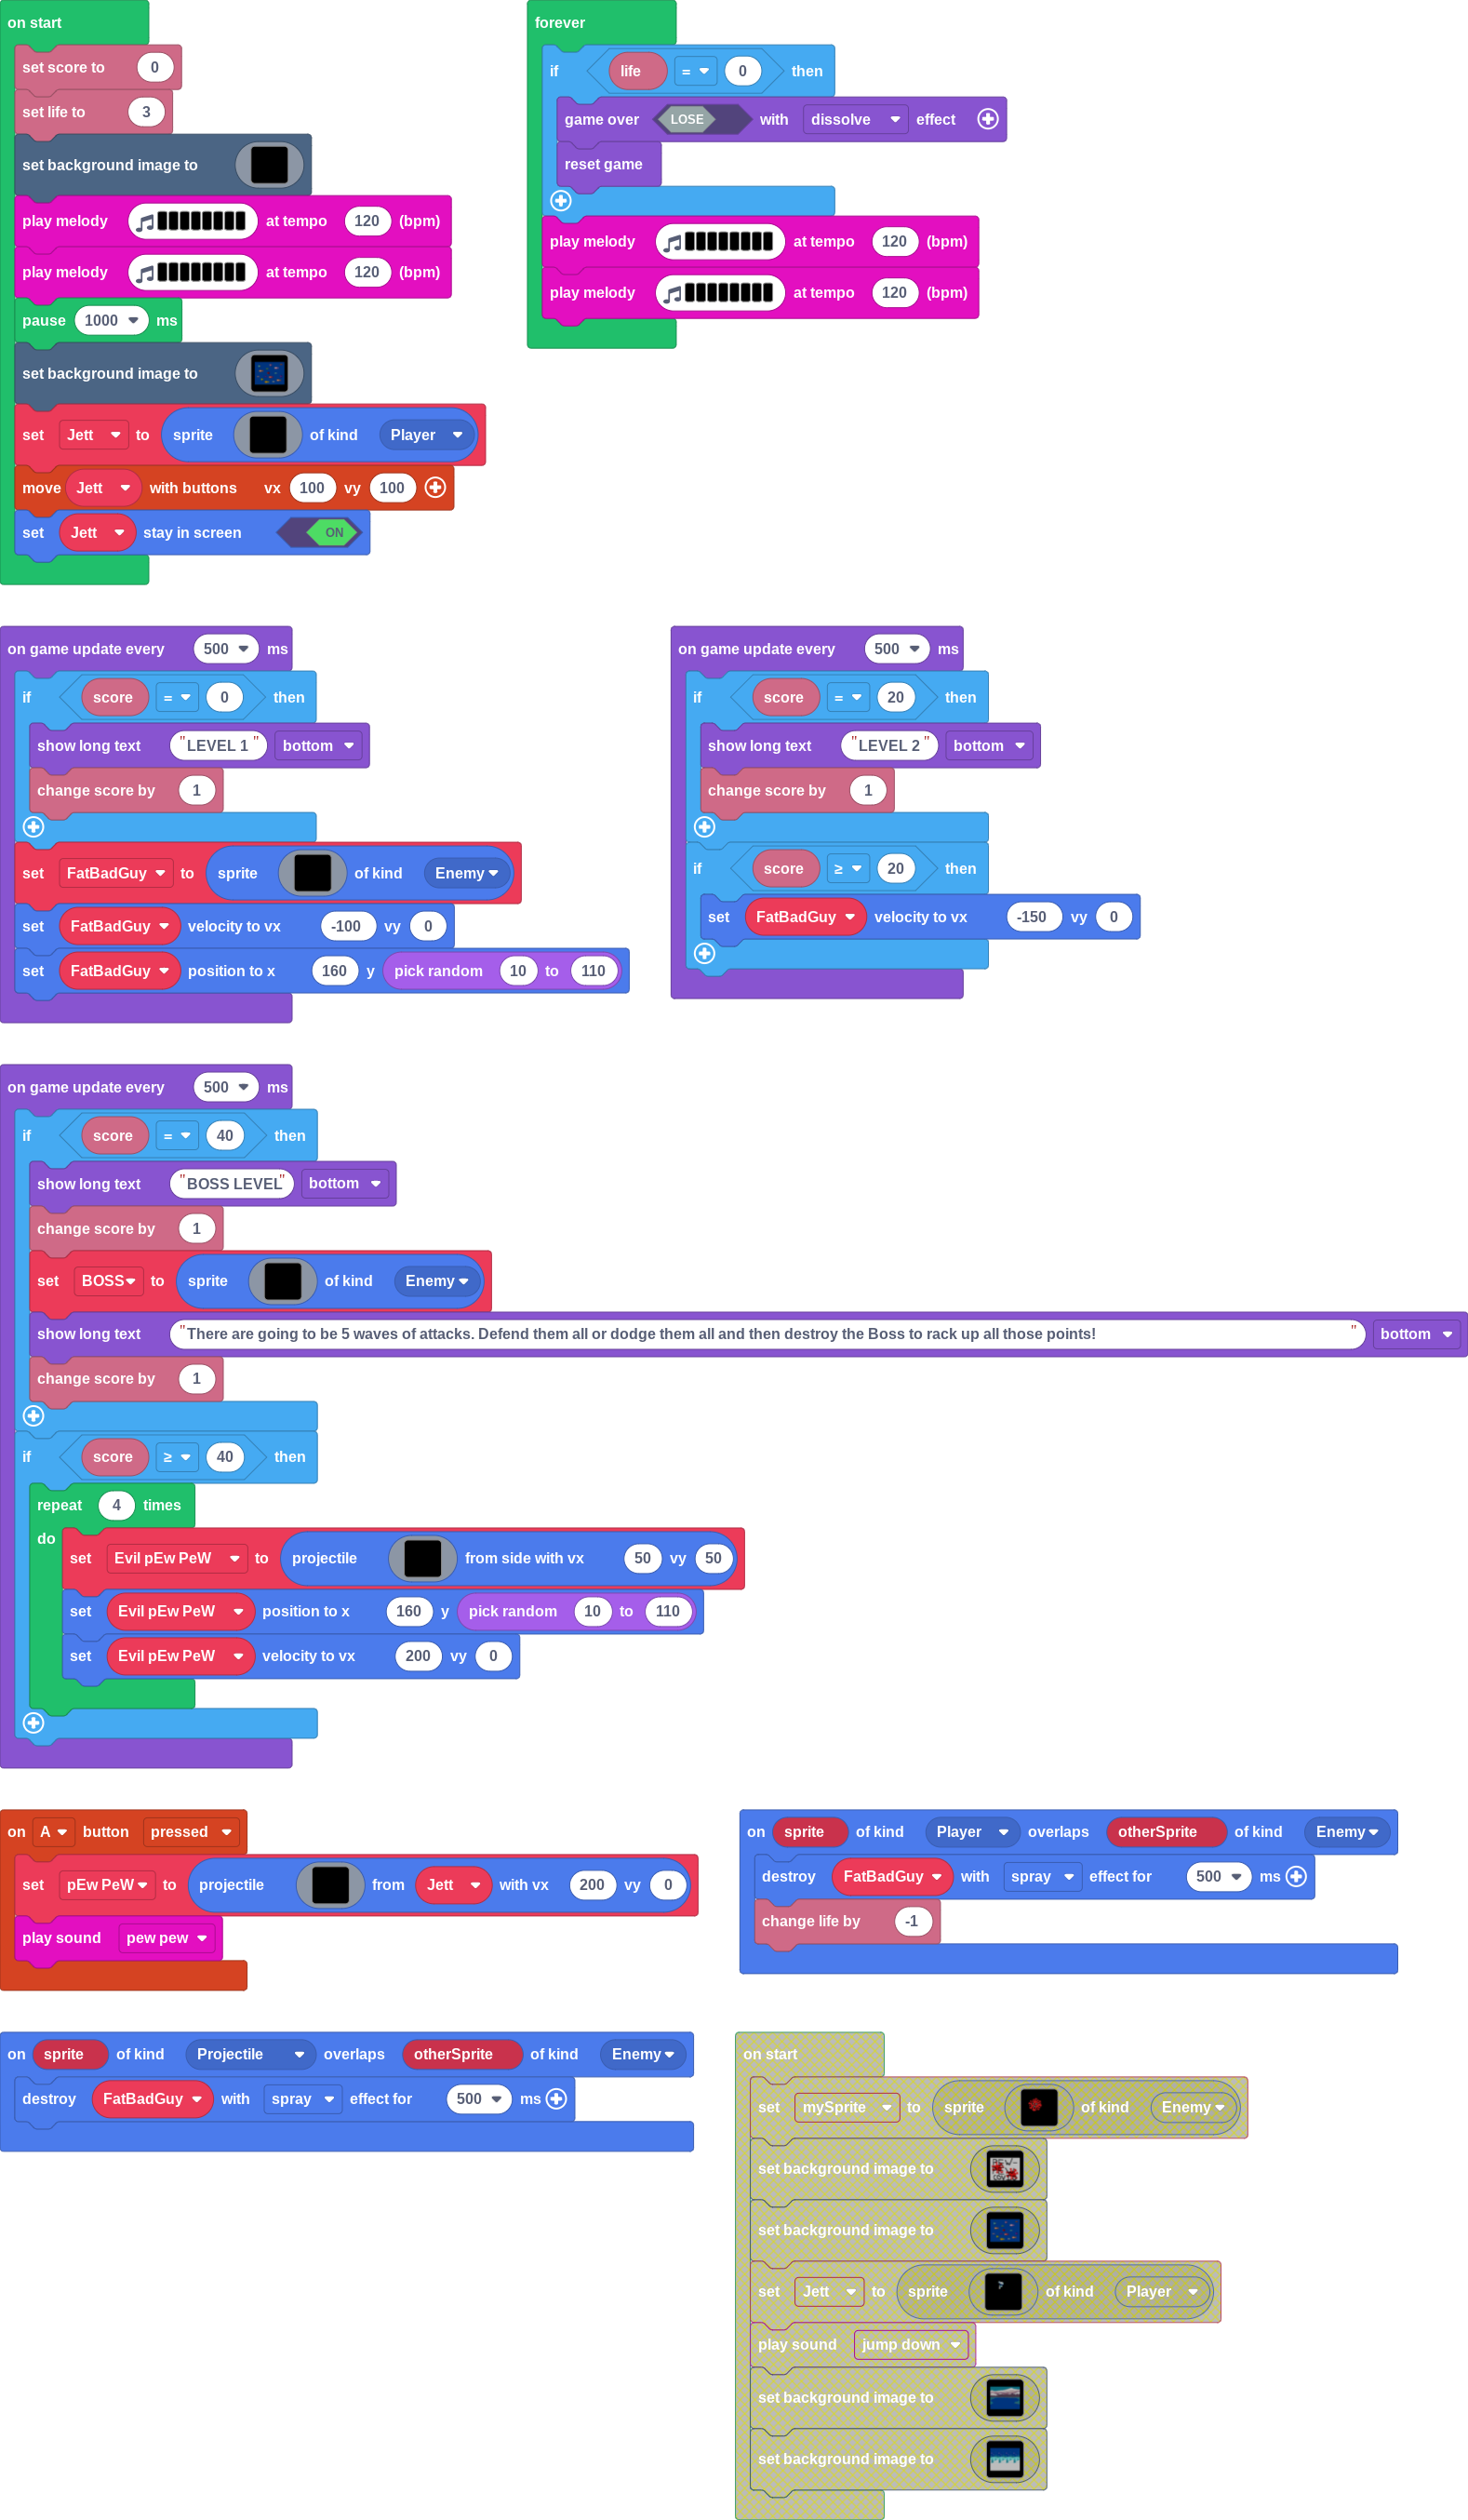 on start
set score to 0
set life to 3
set background image to
play melody at tempo 120 (bpm)
play melody at tempo 120 (bpm)
pause 1000 ms
set background image to
set Jett to sprite of kind Player
move Jett with buttons vx 100 vy 100
set Jett stay in screen ON
forever
if life = 0 then
game over LOSE with dissolve effect
reset game
play melody at tempo 120 (bpm)
play melody at tempo 120 (bpm)
on game update every 500 ms
if score = 0 then
show long text "LEVEL 1 " bottom
change score by 1
set FatBadGuy to sprite of kind Enemy
set FatBadGuy velocity to vx -100 vy 0
set FatBadGuy position to x 160 y pick random 10 to 110
on game update every 500 ms
if score = 20 then
show long text "LEVEL 2 " bottom
change score by 1
if score ≥ 20 then
set FatBadGuy velocity to vx -150 vy 0
on game update every 500 ms
if score = 40 then
show long text "BOSS LEVEL" bottom
change score by 1
set BOSS to sprite of kind Enemy
show long text "There are going to be 5 waves of attacks. Defend them all or dodge them all and then destroy the Boss to rack up all those points! " bottom
change score by 1
if score ≥ 40 then
repeat 4 times
do
set Evil pEw PeW to projectile from side with vx 50 vy 50
set Evil pEw PeW position to x 160 y pick random 10 to 110
set Evil pEw PeW velocity to vx 200 vy 0
on A button pressed
set pEw PeW to projectile from Jett with vx 200 vy 0
play sound pew pew
on sprite of kind Player overlaps otherSprite of kind Enemy
destroy FatBadGuy with spray effect for 500 ms
change life by -1
on sprite of kind Projectile overlaps otherSprite of kind Enemy
destroy FatBadGuy with spray effect for 500 ms
on start
set mySprite to sprite of kind Enemy
set background image to
set background image to
set Jett to sprite of kind Player
play sound jump down
set background image to
set background image to